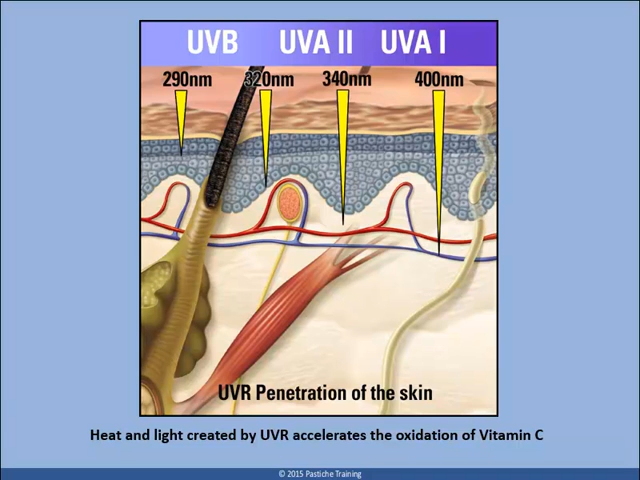 UVB UVA II UVA I
290nm 320nm 340nm 400nm
UVR Penetration of the skin
Heat and light created by UVR accelerates the oxidation of Vitamin C
© 2015 Pastiche Training